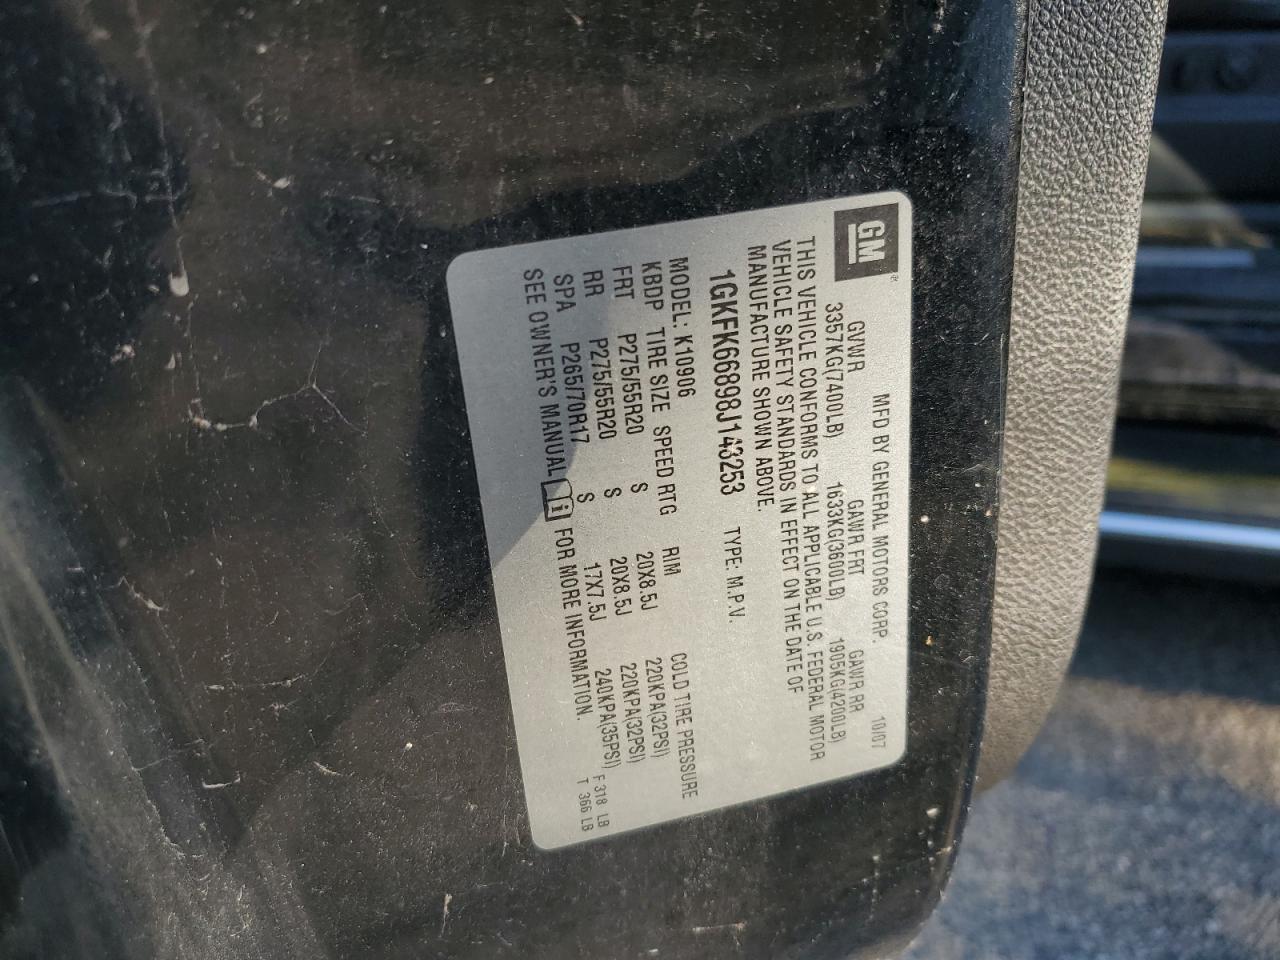 GM
MFD BY GENERAL MOTORS CORP. 10/07
GVWR GAWR FRT GAWR RR
3357KG(7400LB) 1633KG(3600LB) 1905KG(4200LB)
THIS VEHICLE CONFORMS TO ALL APPLICABLE U.S. FEDERAL MOTOR
VEHICLE SAFETY STANDARDS IN EFFECT ON THE DATE OF
MANUFACTURE SHOWN ABOVE.
1GKFK66898J143253 TYPE: M.P.V.
MODEL: K10906
KBDP TIRE SIZE SPEED RTG RIM COLD TIRE PRESSURE
FRT P275/55R20 S 20X8.5J 220KPA(32PSI)
RR P275/55R20 S 20X8.5J 220KPA(32PSI)
SPA P265/70R17 S 17X7.5J 240KPA(35PSI) F 318 LB
SEE OWNER'S MANUAL i FOR MORE INFORMATION. T 366 LB